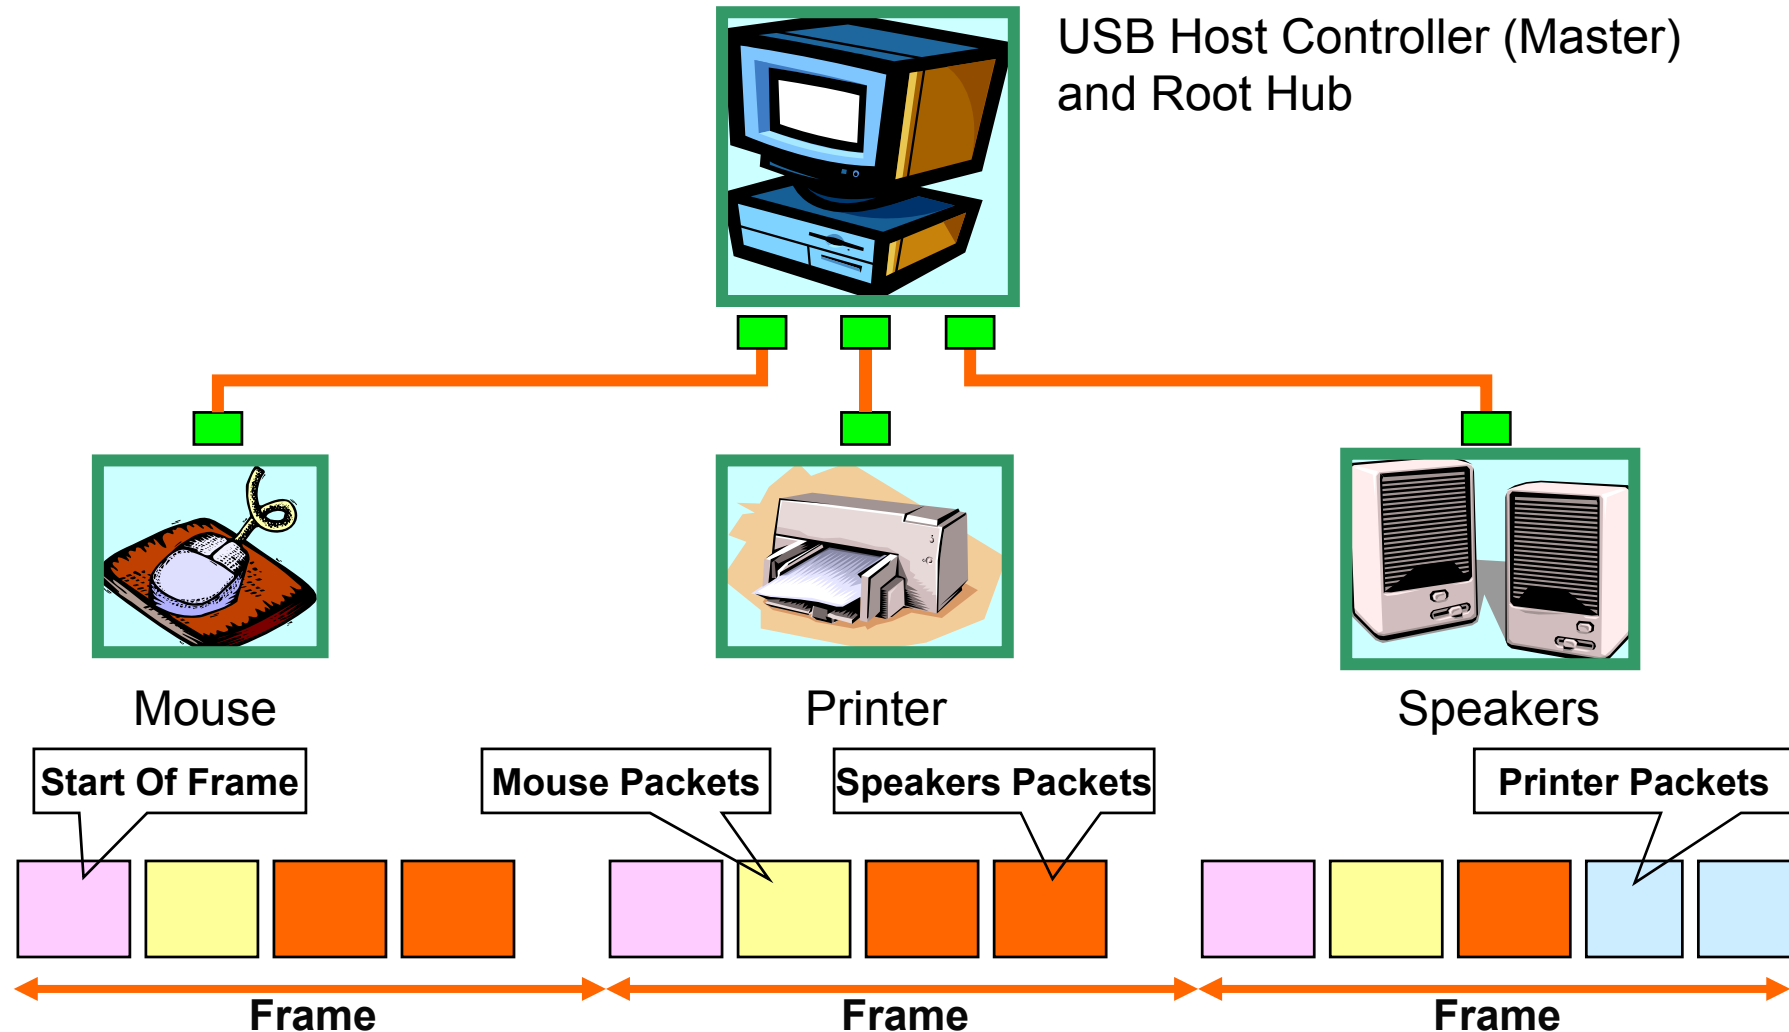 USB Host Controller (Master)
and Root Hub
Mouse
Printer
Speakers
Start Of Frame
Mouse Packets
Speakers Packets
Printer Packets
Frame
Frame
Frame